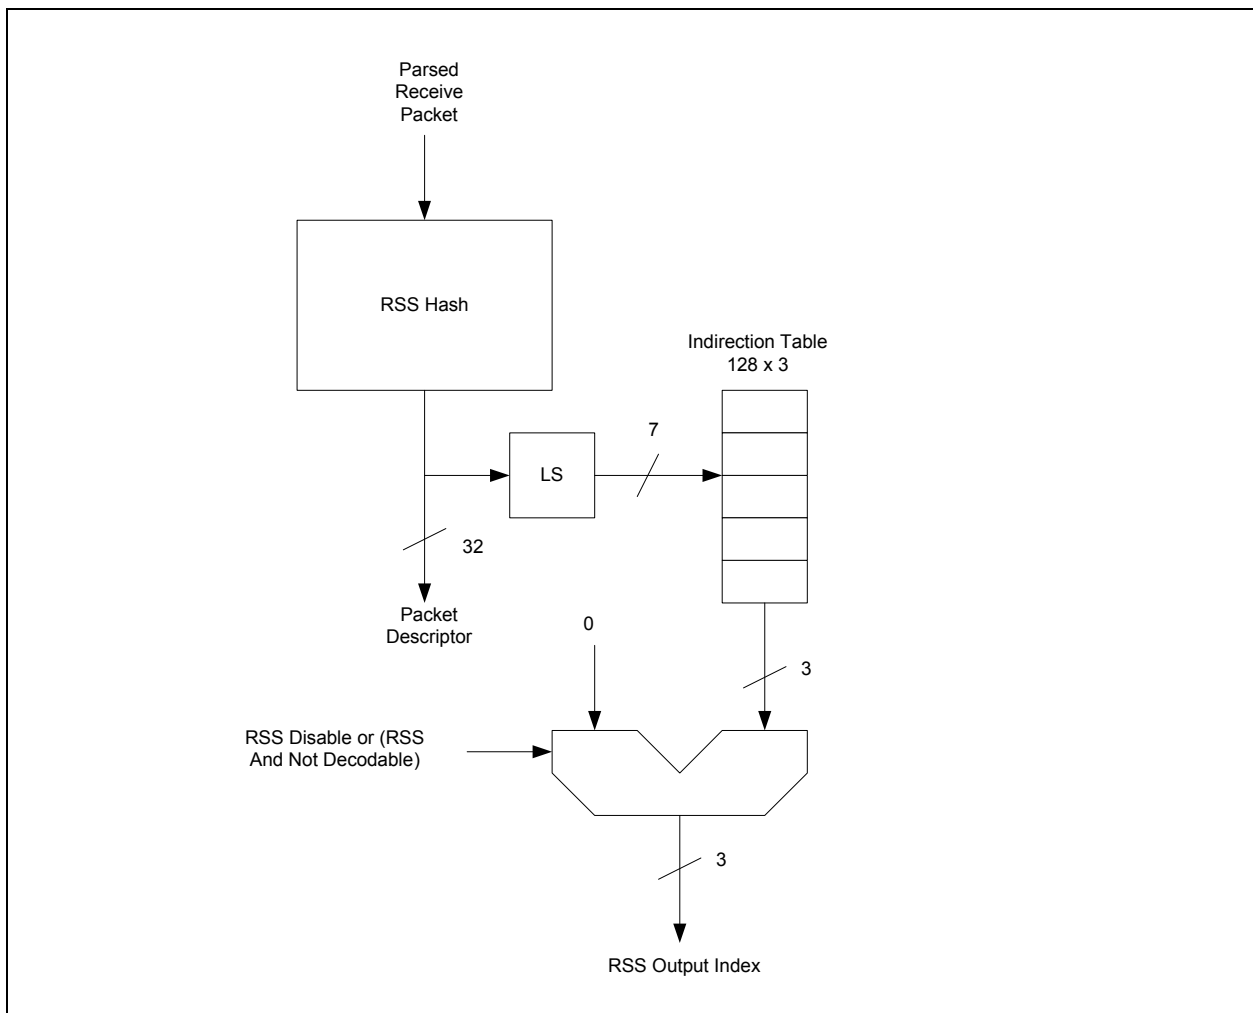 Parsed
Receive
Packet
RSS Hash
Indirection Table
128 x 3
7
LS
32
Packet
Descriptor
0
3
RSS Disable or (RSS
And Not Decodable)
3
RSS Output Index